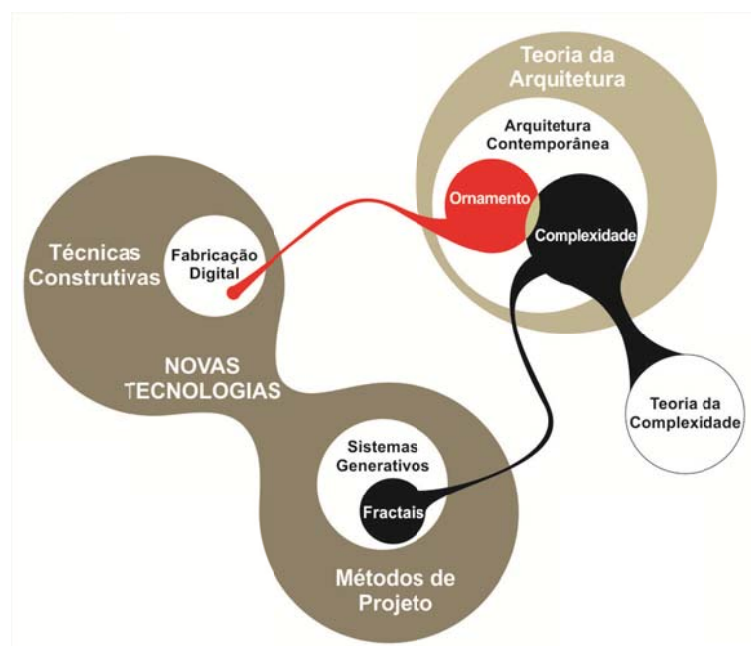 Teoria da
Arquitetura
Arquitetura
Contemporânea
Ornamento
Complexidade
Técnicas
Construtivas
Fabricação
Digital
NOVAS
TECNOLOGIAS
Teoria da
Complexidade
Sistemas
Generativos
Fractais
Métodos de
Projeto